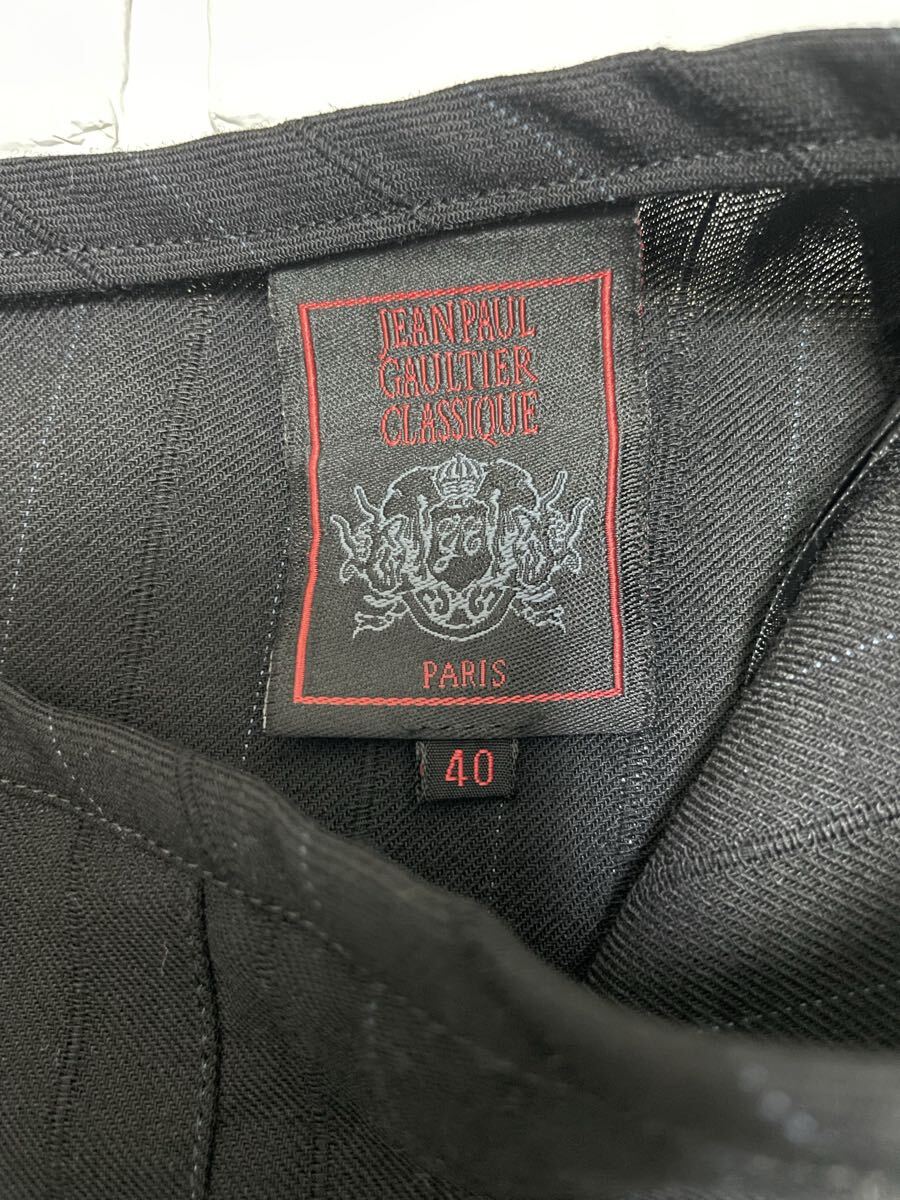 JEAN PAUL
GAULTIER
CLASSIQUE
PARIS
40